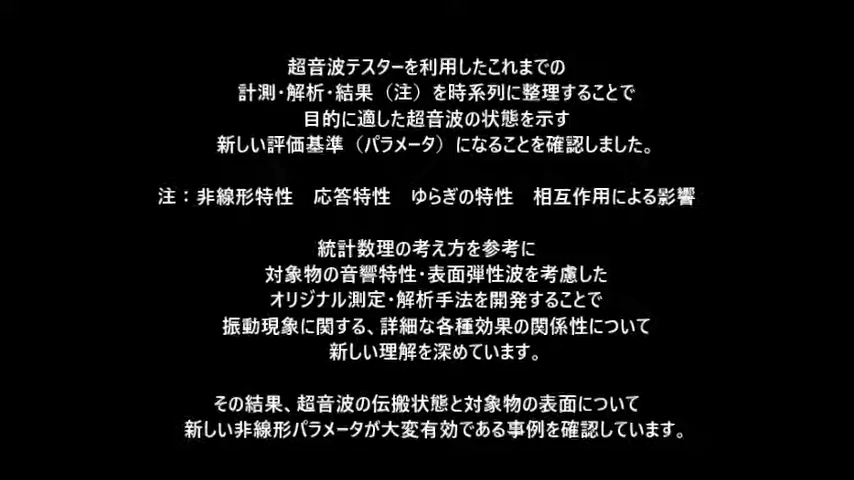 超音波テスターを利用したこれまでの
計測・解析・結果（注）を時系列に整理することで
目的に適した超音波の状態を示す
新しい評価基準（パラメータ）になることを確認しました。
注：非線形特性　応答特性　ゆらぎの特性　相互作用による影響
統計数理の考え方を参考に
対象物の音響特性・表面弾性波を考慮した
オリジナル測定・解析手法を開発することで
振動現象に関する、詳細な各種効果の関係性について
新しい理解を深めています。
その結果、超音波の伝搬状態と対象物の表面について
新しい非線形パラメータが大変有効である事例を確認しています。